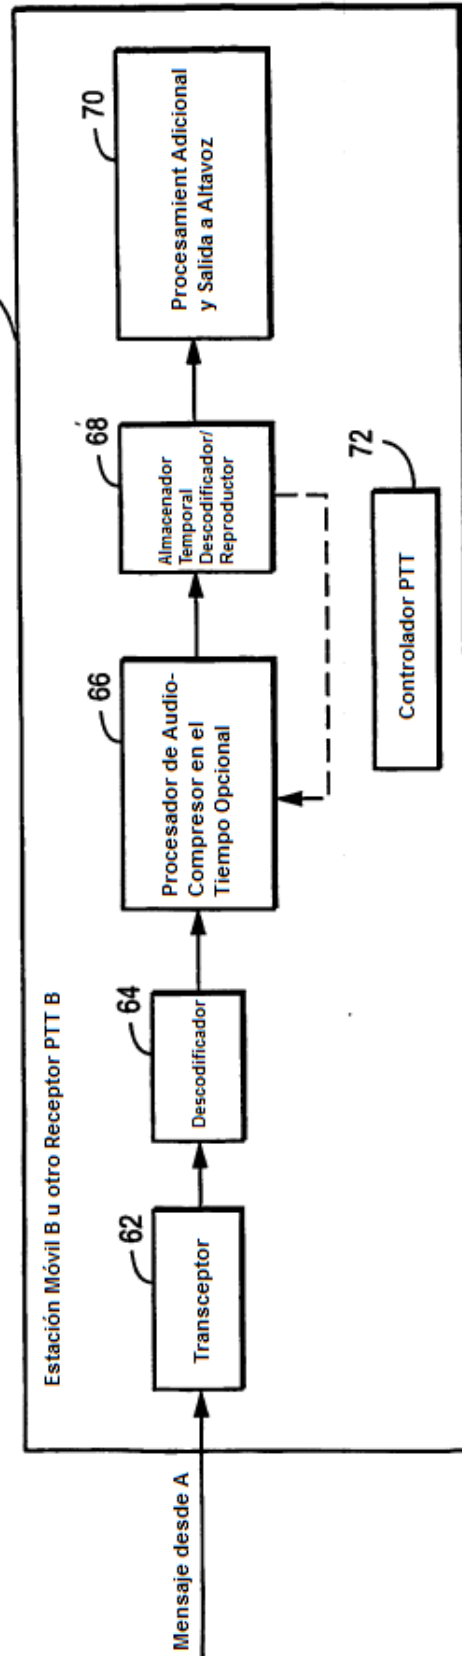 Mensaje desde A
Estación Móvil B u otro Receptor PTT B
62
Transceptor
64
Descodificador
66
Procesador de Audio-
Compresor en el
Tiempo Opcional
68
Almacenador
Temporal
Descodificador/
Reproductor
70
Procesamient Adicional
y Salida a Altavoz
72
Controlador PTT